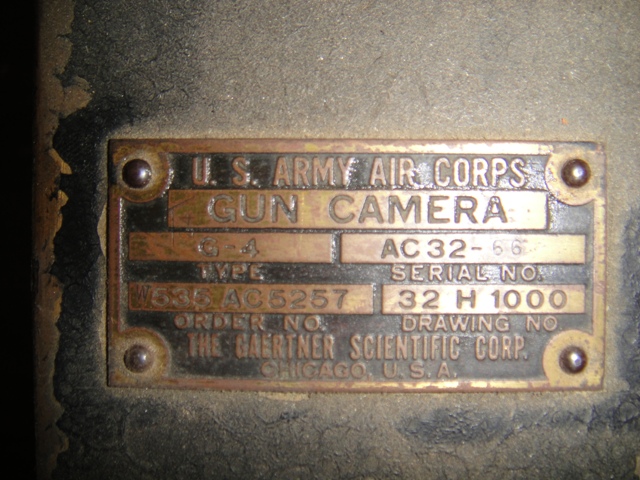 U. S. ARMY AIR CORPS
GUN CAMERA
G-4 AC32-66
TYPE SERIAL NO.
W535 AC5257 32 H 1000
ORDER NO. DRAWING NO
THE GAERTNER SCIENTIFIC CORP.
CHICAGO, U.S.A.